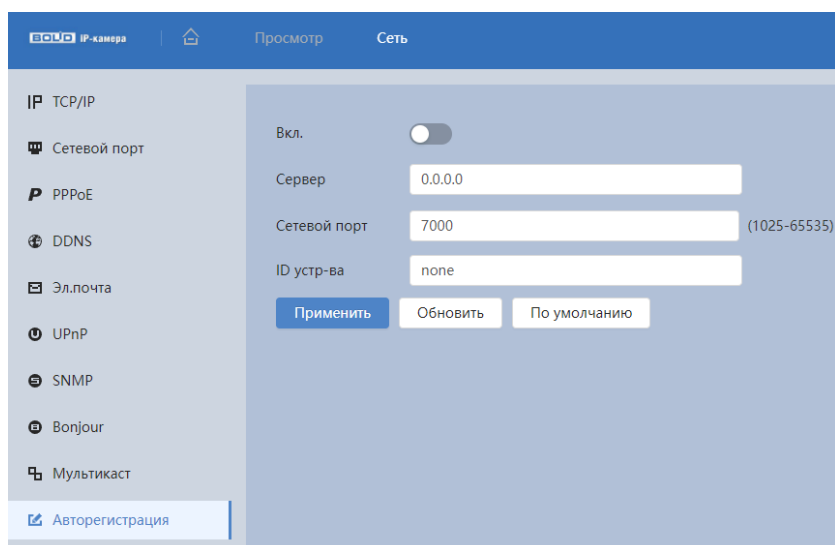 BOLID IP-камера
Просмотр
Сеть
IP TCP/IP
Сетевой порт
P PPPoE
DDNS
Эл.почта
UPnP
SNMP
Bonjour
Мультикаст
Авторегистрация
Вкл.
Сервер 0.0.0.0
Сетевой порт 7000 (1025-65535)
ID устр-ва none
Применить Обновить По умолчанию